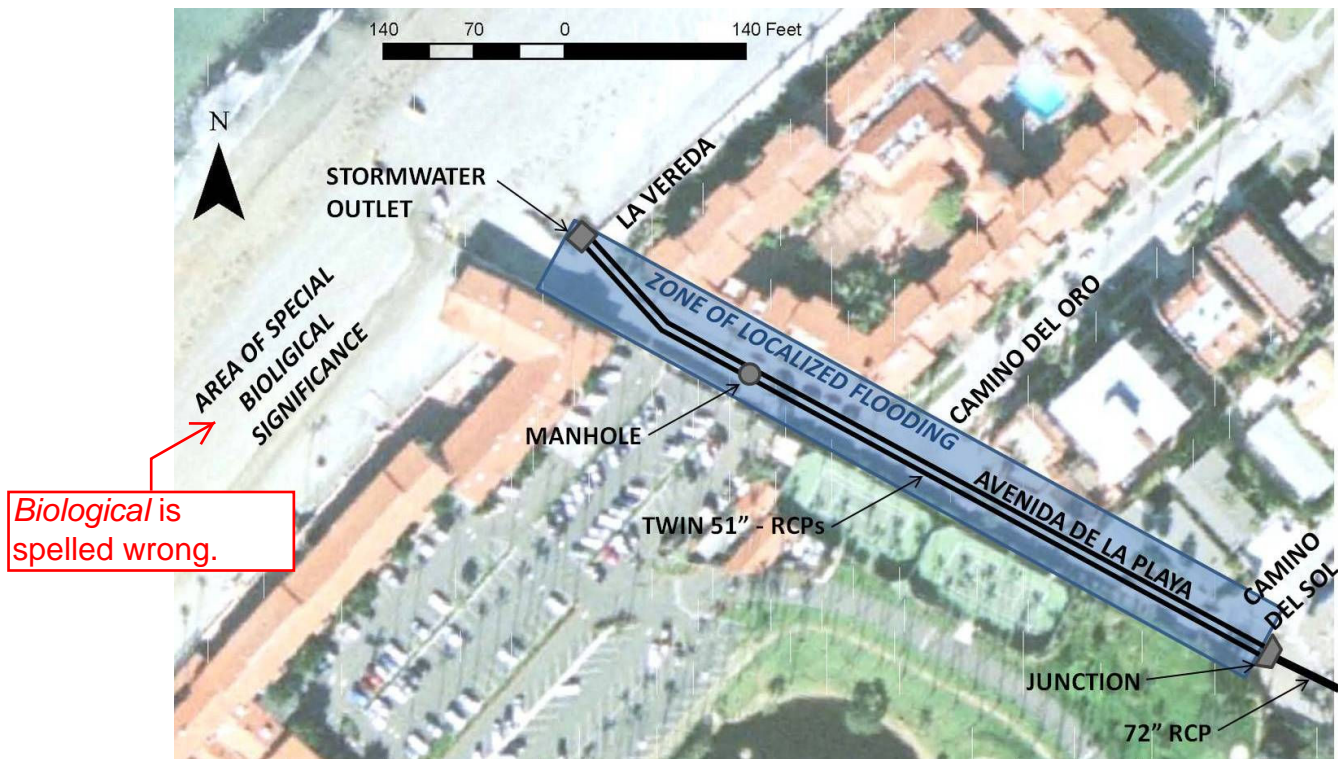 140 70 0 140 Feet
N
STORMWATER
OUTLET
LA VEREDA
ZONE OF LOCALIZED FLOODING
AREA OF SPECIAL
BIOLOGICAL
SIGNIFICANCE
CAMINO DEL ORO
MANHOLE
Biological is
spelled wrong.
TWIN 51” - RCPs
AVENIDA DE LA PLAYA
CAMINO
DEL SOL
JUNCTION
72” RCP